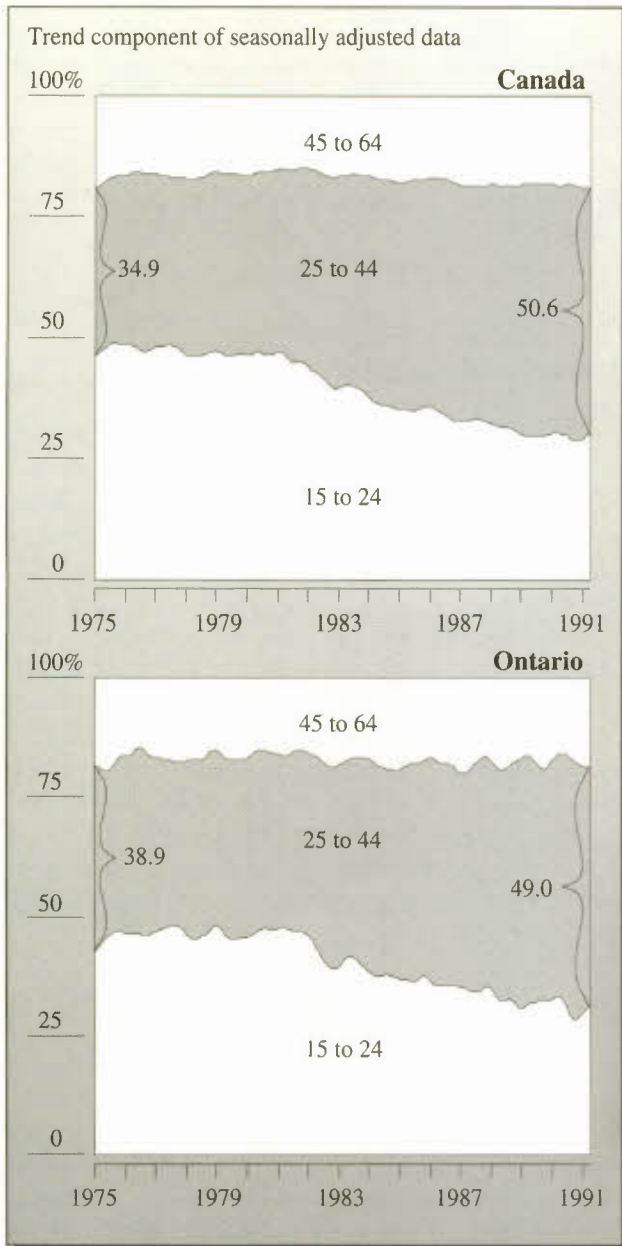 Trend component of seasonally adjusted data
100%
Canada
45 to 64
75
34.9
25 to 44
50.6
50
25
15 to 24
0
1975 1979 1983 1987 1991
100%
Ontario
45 to 64
75
25 to 44
38.9
49.0
50
25
15 to 24
0
1975 1979 1983 1987 1991